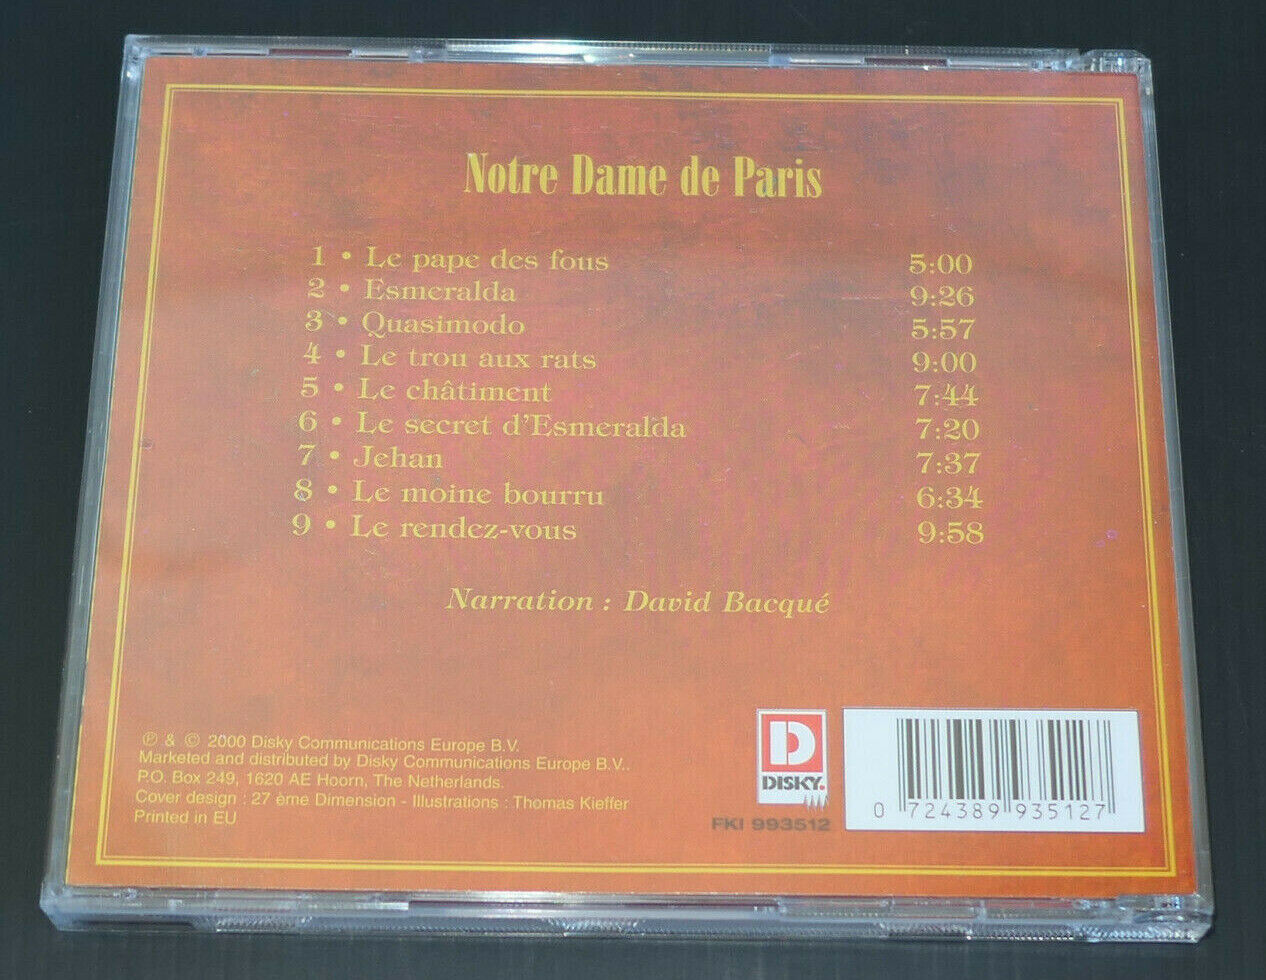 Notre Dame de Paris
1 • Le pape des fous 5:00
2 • Esmeralda 9:26
3 • Quasimodo 5:57
4 • Le trou aux rats 9:00
5 • Le châtiment 7:44
6 • Le secret d'Esmeralda 7:20
7 • Jehan 7:37
8 • Le moine bourru 6:34
9 • Le rendez-vous 9:58
Narration : David Bacqué
℗ & © 2000 Disky Communications Europe B.V.
Marketed and distributed by Disky Communications Europe B.V..
P.O. Box 249, 1620 AE Hoorn, The Netherlands.
Cover design : 27 ème Dimension - Illustrations : Thomas Kieffer
Printed in EU
D
DISKY.
FKI 993512
0 724389 935127